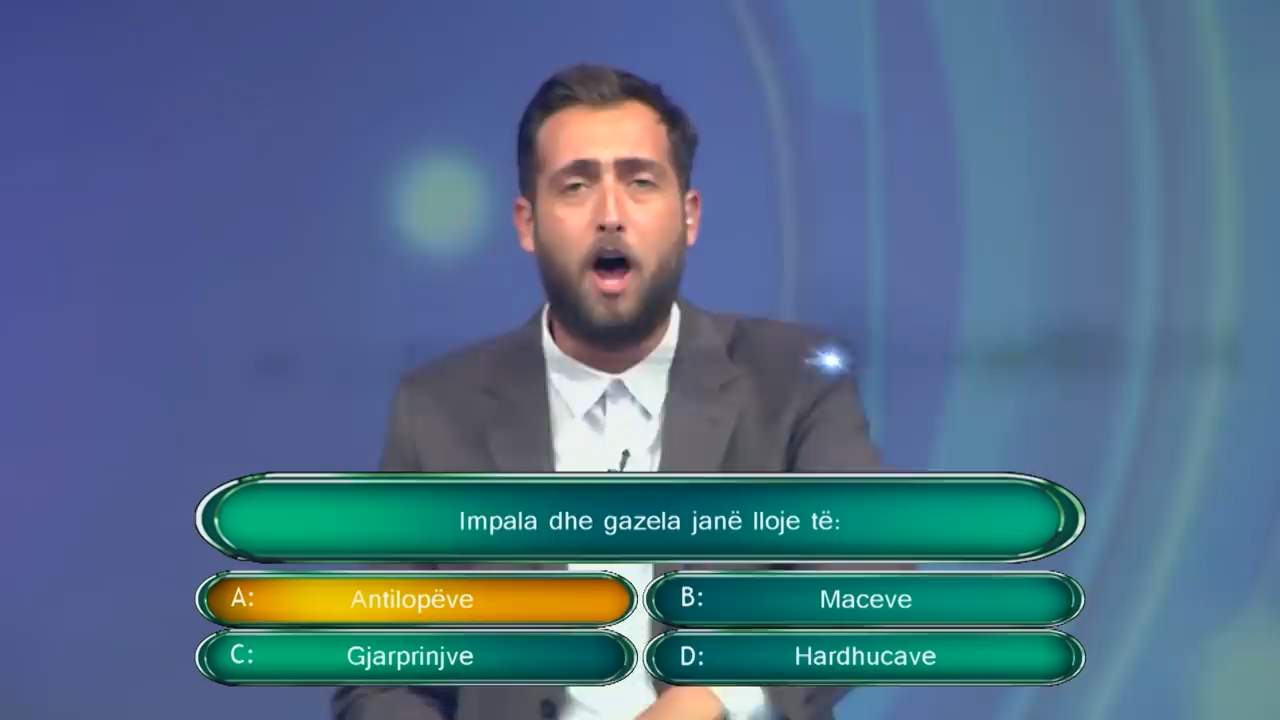 Impala dhe gazela janë lloje të:
A: Antilopëve
B: Maceve
C: Gjarprinjve
D: Hardhucave